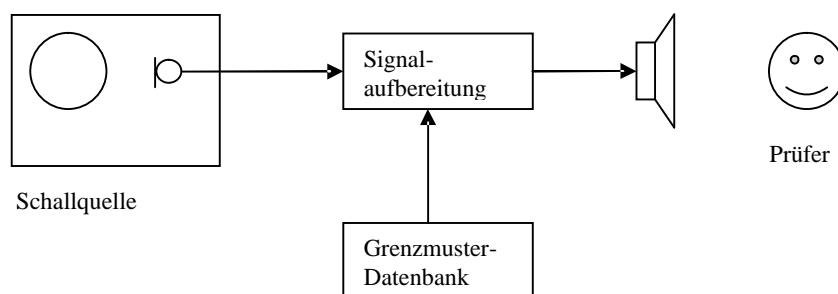 Signal-
aufbereitung
Prüfer
Schallquelle
Grenzmuster-
Datenbank